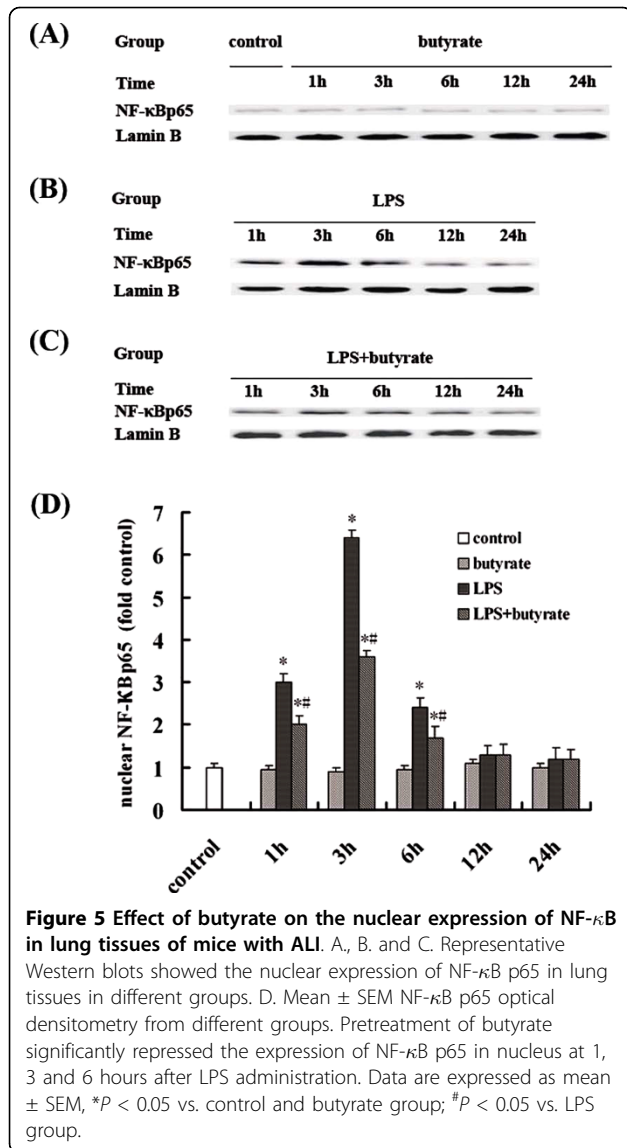 (A) Group control butyrate
Time 1h 3h 6h 12h 24h
NF-κBp65
Lamin B
(B) Group LPS
Time 1h 3h 6h 12h 24h
NF-κBp65
Lamin B
(C) Group LPS+butyrate
Time 1h 3h 6h 12h 24h
NF-κBp65
Lamin B
(D)
nuclear NF-KBp65 (fold control)
7
6
5
4
3
2
1
0
control
butyrate
LPS
LPS+butyrate
* *# * *# * *#
control 1h 3h 6h 12h 24h
Figure 5 Effect of butyrate on the nuclear expression of NF-κB
in lung tissues of mice with ALI. A., B. and C. Representative
Western blots showed the nuclear expression of NF-κB p65 in lung
tissues in different groups. D. Mean ± SEM NF-κB p65 optical
densitometry from different groups. Pretreatment of butyrate
significantly repressed the expression of NF-κB p65 in nucleus at 1,
3 and 6 hours after LPS administration. Data are expressed as mean
± SEM, *P < 0.05 vs. control and butyrate group; #P < 0.05 vs. LPS
group.